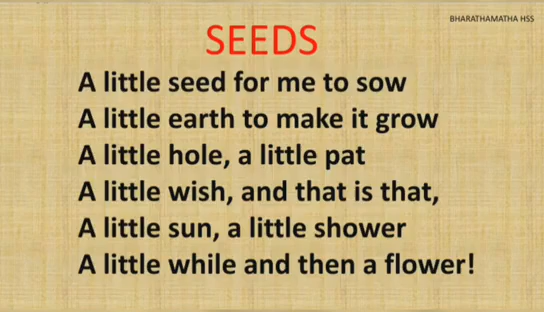 BHARATHAMATHA HSS
SEEDS
A little seed for me to sow
A little earth to make it grow
A little hole, a little pat
A little wish, and that is that,
A little sun, a little shower
A little while and then a flower!